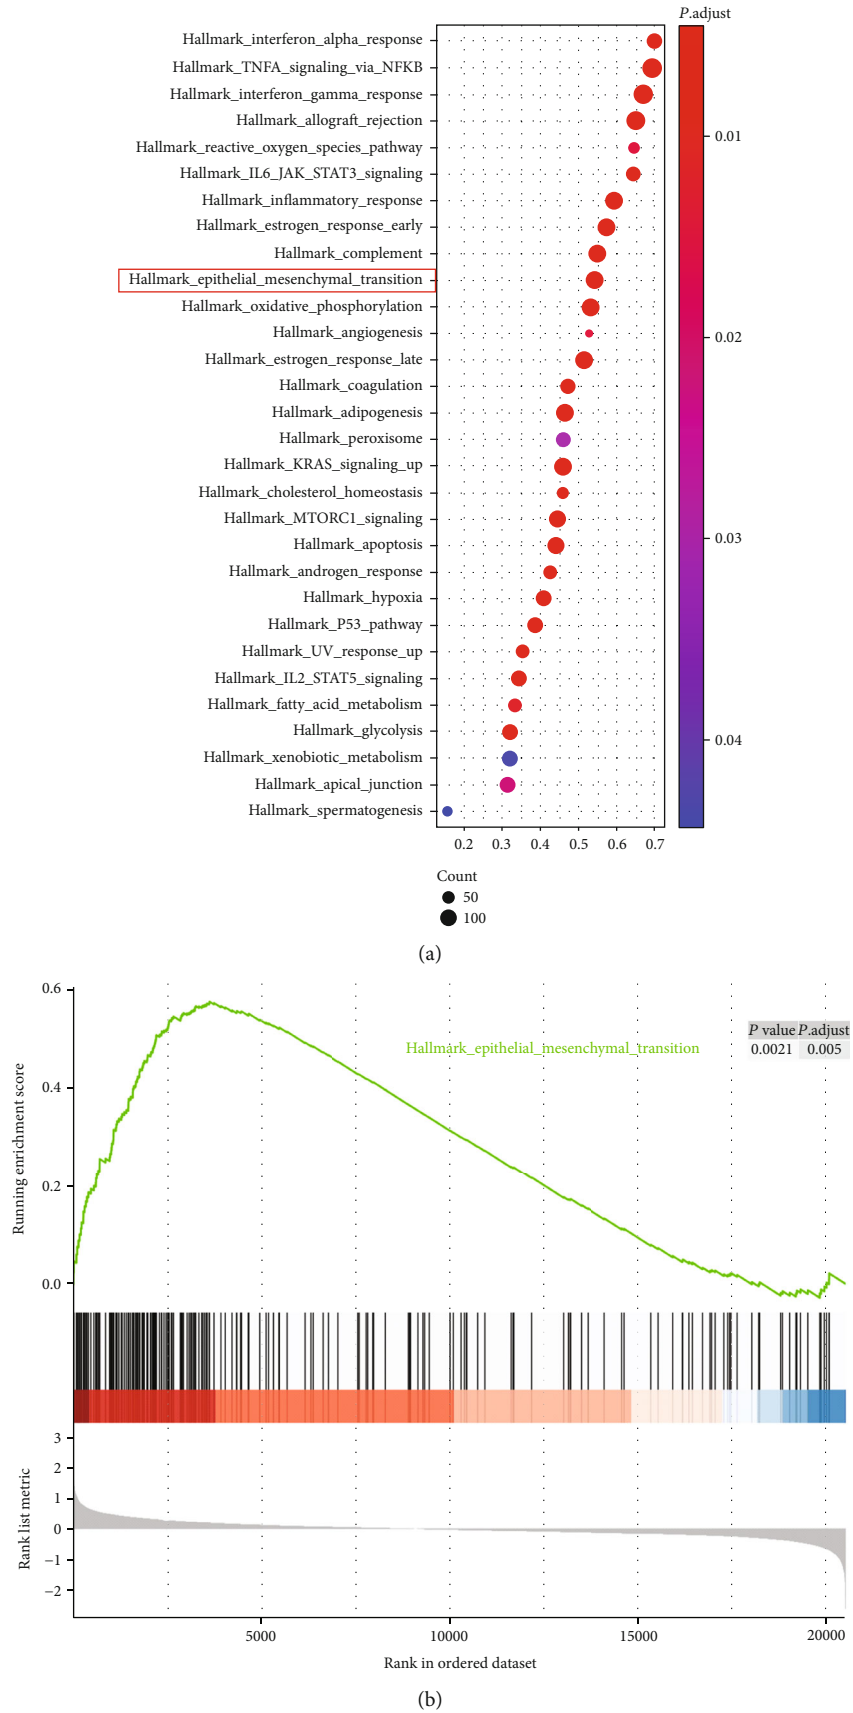 P.adjust
Hallmark_interferon_alpha_response
Hallmark_TNFA_signaling_via_NFKB
Hallmark_interferon_gamma_response
Hallmark_allograft_rejection
Hallmark_reactive_oxygen_species_pathway
Hallmark_IL6_JAK_STAT3_signaling
Hallmark_inflammatory_response
Hallmark_estrogen_response_early
Hallmark_complement
Hallmark_epithelial_mesenchymal_transition
Hallmark_oxidative_phosphorylation
Hallmark_angiogenesis
Hallmark_estrogen_response_late
Hallmark_coagulation
Hallmark_adipogenesis
Hallmark_peroxisome
Hallmark_KRAS_signaling_up
Hallmark_cholesterol_homeostasis
Hallmark_MTORC1_signaling
Hallmark_apoptosis
Hallmark_androgen_response
Hallmark_hypoxia
Hallmark_P53_pathway
Hallmark_UV_response_up
Hallmark_IL2_STAT5_signaling
Hallmark_fatty_acid_metabolism
Hallmark_glycolysis
Hallmark_xenobiotic_metabolism
Hallmark_apical_junction
Hallmark_spermatogenesis
0.01
0.02
0.03
0.04
0.2 0.3 0.4 0.5 0.6 0.7
Count
50
100
(a)
0.6
0.4
0.2
0.0
Running enrichment score
Hallmark_epithelial_mesenchymal_transition
P value P.adjust
0.0021 0.005
3
2
1
0
−1
−2
Rank list metric
5000 10000 15000 20000
Rank in ordered dataset
(b)